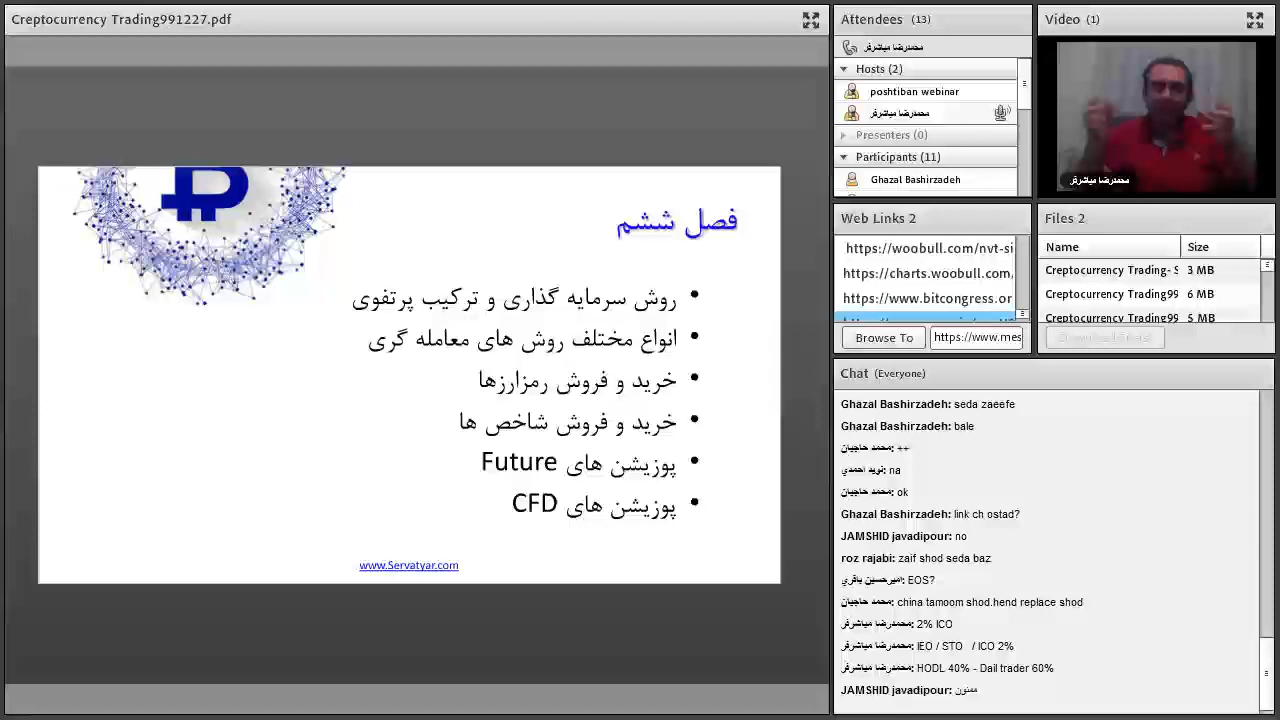 Creptocurrency Trading991227.pdf
فصل ششم
• روش سرمایه گذاری و ترکیب پرتفوی
• انواع مختلف روش های معامله گری
• خرید و فروش رمزارزها
• خرید و فروش شاخص ها
• پوزیشن های Future
• پوزیشن های CFD
www.Servatyar.com
Attendees (13)
محمدرضا میاشرفر
Hosts (2)
poshtiban webinar
محمدرضا میاشرفر
Presenters (0)
Participants (11)
Ghazal Bashirzadeh
Video (1)
محمدرضا میاشرفر
Web Links 2
https://woobull.com/nvt-si
https://charts.woobull.com,
https://www.bitcongress.or
Browse To
https://www.mes
Files 2
Name Size
Creptocurrency Trading- S 3 MB
Creptocurrency Trading99 6 MB
Creptocurrency Trading99 5 MB
Chat (Everyone)
Ghazal Bashirzadeh: seda zaeefe
Ghazal Bashirzadeh: bale
محمد حاجیان: ++
نوید احمدي: na
محمد حاجیان: ok
Ghazal Bashirzadeh: link ch ostad?
JAMSHID javadipour: no
roz rajabi: zaif shod seda baz
امیرحسین باقري: EOS?
محمد حاجیان: china tamoom shod.hend replace shod
محمدرضا میاشرفر: 2% ICO
محمدرضا میاشرفر: IEO / STO / ICO 2%
محمدرضا میاشرفر: HODL 40% - Dail trader 60%
JAMSHID javadipour: ممنون